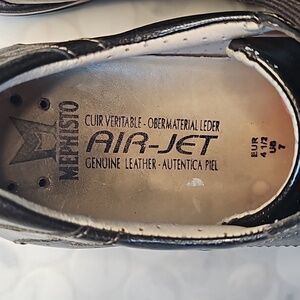 MEPHISTO
CUIR VERITABLE - OBERMATERIAL LEDER
AIR-JET
GENUINE LEATHER - AUTENTICA PIEL
EUR
4 1/2
US
7